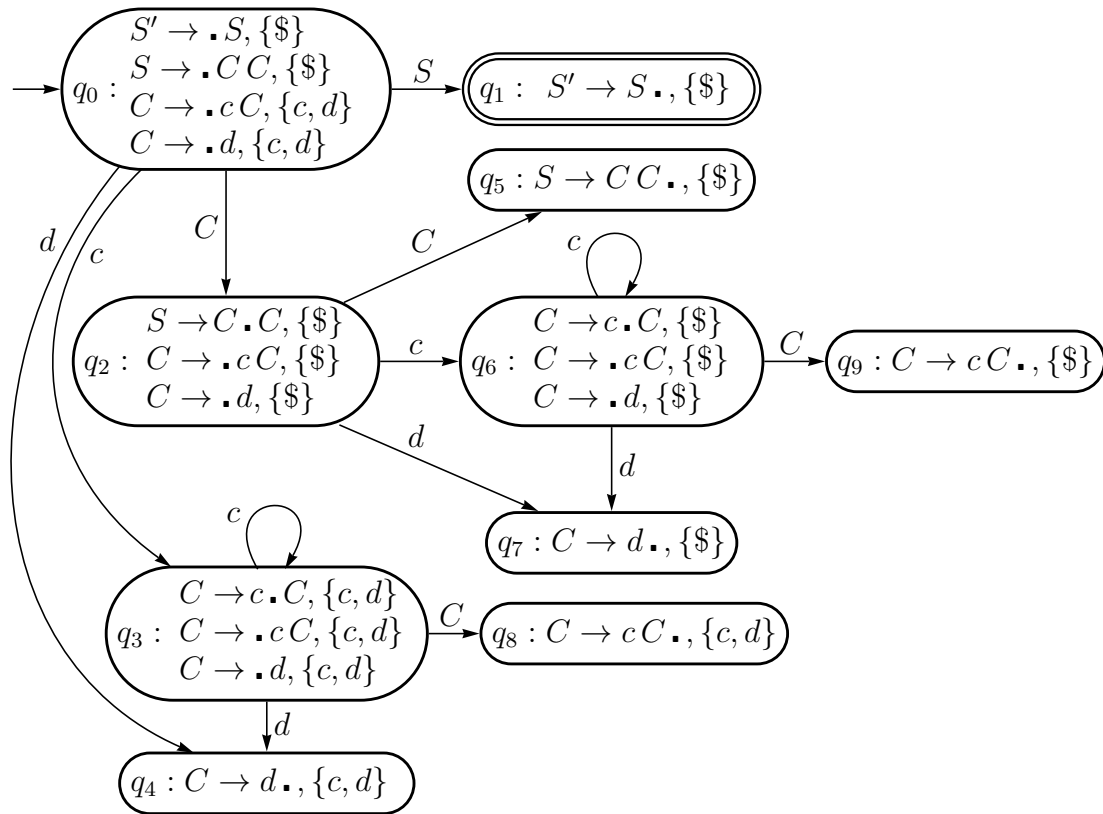 S′ → ▪ S, {$}
q₀ : S → ▪ C C, {$}
C → ▪ c C, {c, d}
C → ▪ d, {c, d}
S
q₁ : S′ → S ▪ , {$}
q₅ : S → C C ▪ , {$}
d
c
C
C
c
S → C ▪ C, {$}
q₂ : C → ▪ c C, {$}
C → ▪ d, {$}
c
C → c ▪ C, {$}
q₆ : C → ▪ c C, {$}
C → ▪ d, {$}
C
q₉ : C → c C ▪ , {$}
d
d
q₇ : C → d ▪ , {$}
c
C → c ▪ C, {c, d}
q₃ : C → ▪ c C, {c, d}
C → ▪ d, {c, d}
C
q₈ : C → c C ▪ , {c, d}
d
q₄ : C → d ▪ , {c, d}